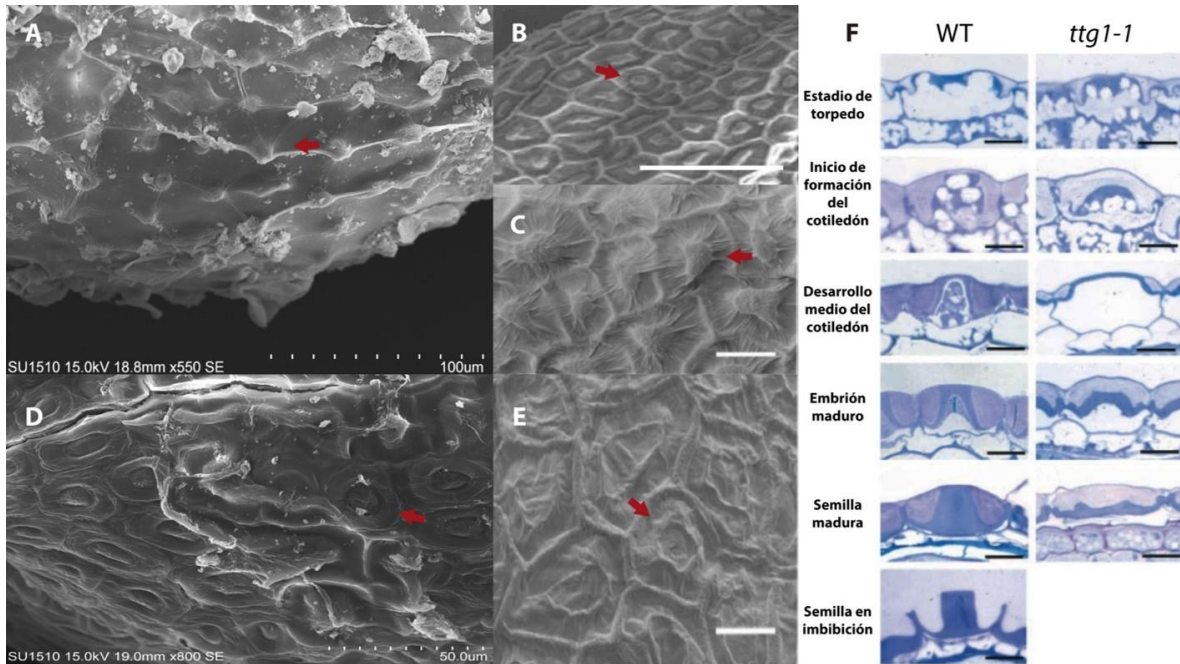 A
SU1510 15.0kV 18.8mm x550 SE
100um
B
C
D
SU1510 15.0kV 19.0mm x800 SE
50.0um
E
F
WT
ttg1-1
Estadio de
torpedo
Inicio de
formación
del
cotiledón
Desarrollo
medio del
cotiledón
Embrión
maduro
Semilla
madura
Semilla en
imbibición